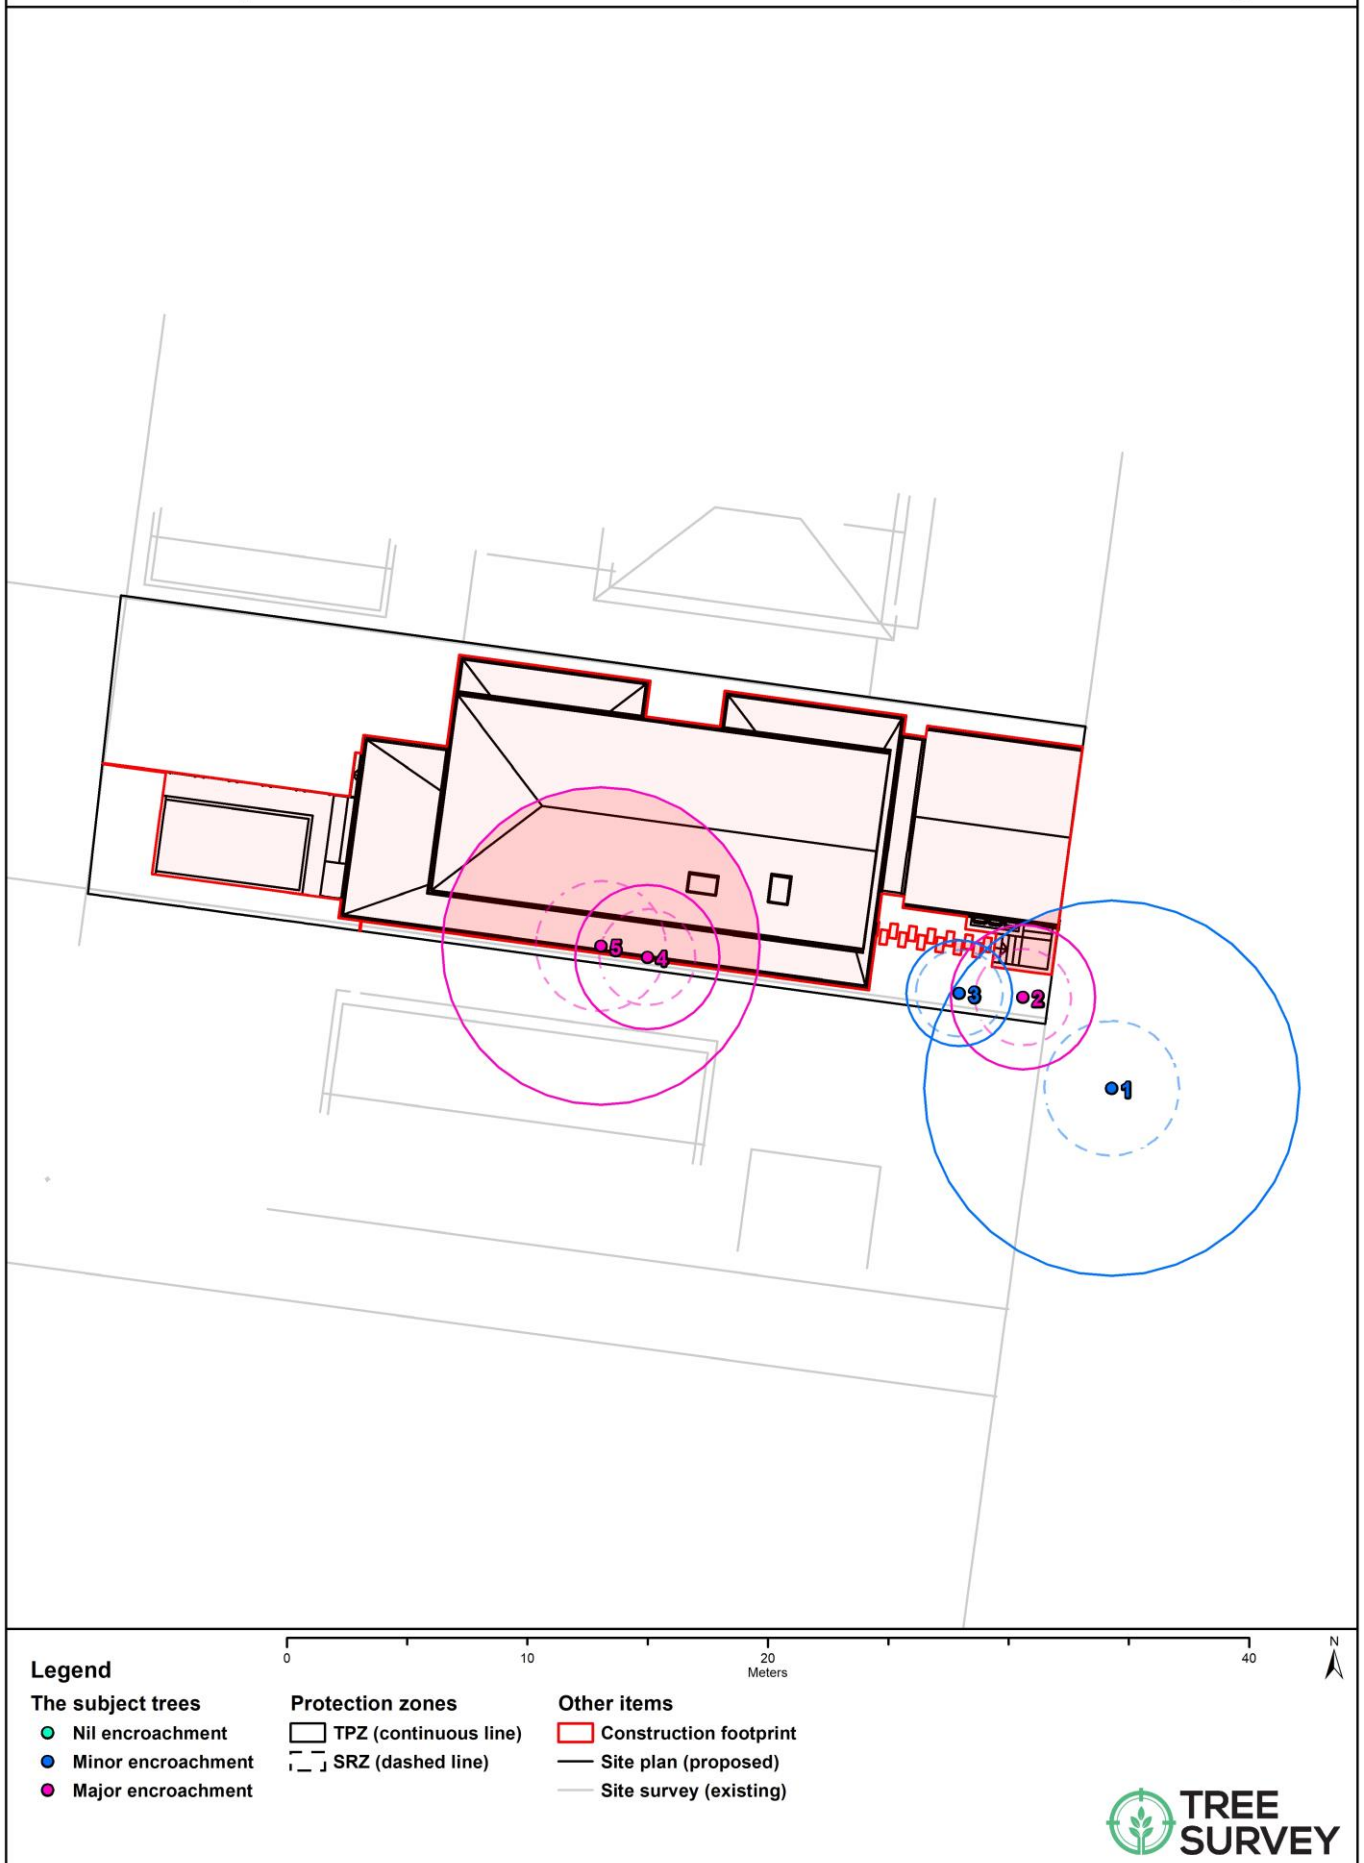 5
4
3
2
1
0 10 20 40
Meters
N
Legend
The subject trees
Nil encroachment
Minor encroachment
Major encroachment
Protection zones
TPZ (continuous line)
SRZ (dashed line)
Other items
Construction footprint
Site plan (proposed)
Site survey (existing)
TREE
SURVEY